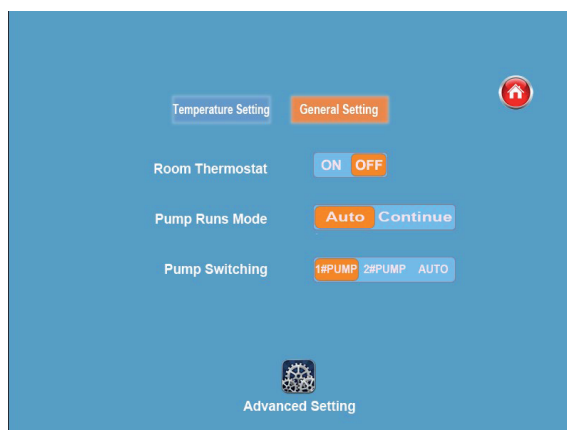 Temperature Setting General Setting
Room Thermostat ON OFF
Pump Runs Mode Auto Continue
Pump Switching 1#PUMP 2#PUMP AUTO
Advanced Setting